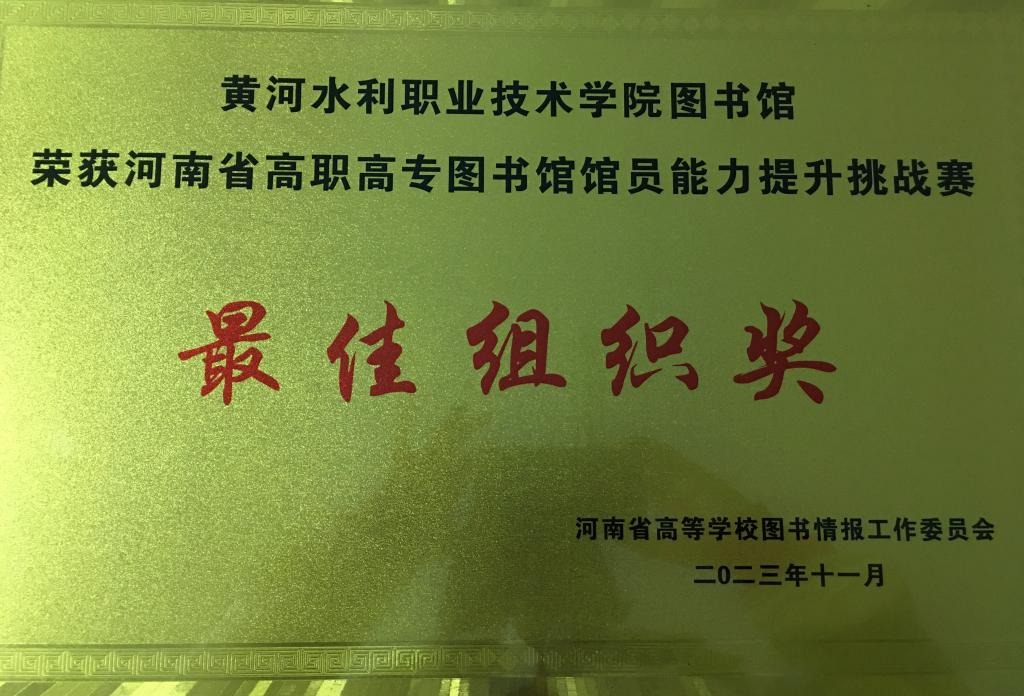 黄河水利职业技术学院图书馆
荣获河南省高职高专图书馆馆员能力提升挑战赛
最佳组织奖
河南省高等学校图书情报工作委员会
二0二三年十一月